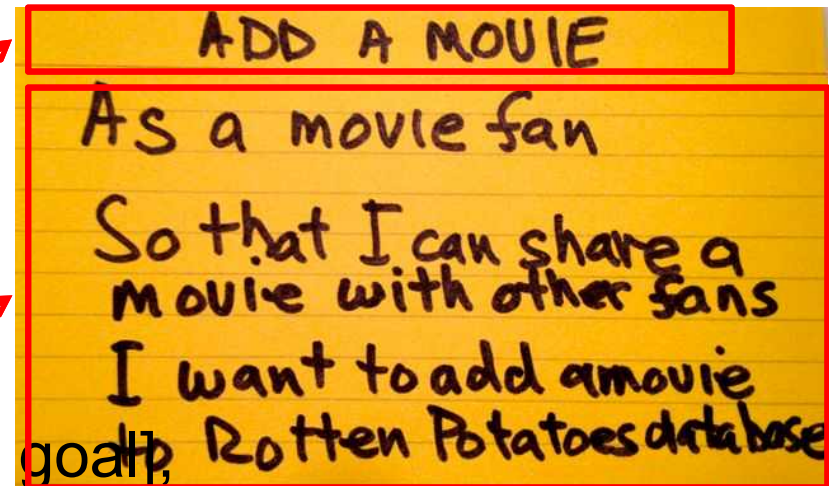 ADD A MOVIE
As a movie fan
So that I can share a
movie with other fans
I want to add a movie
to Rotten Potatoes database
goal],